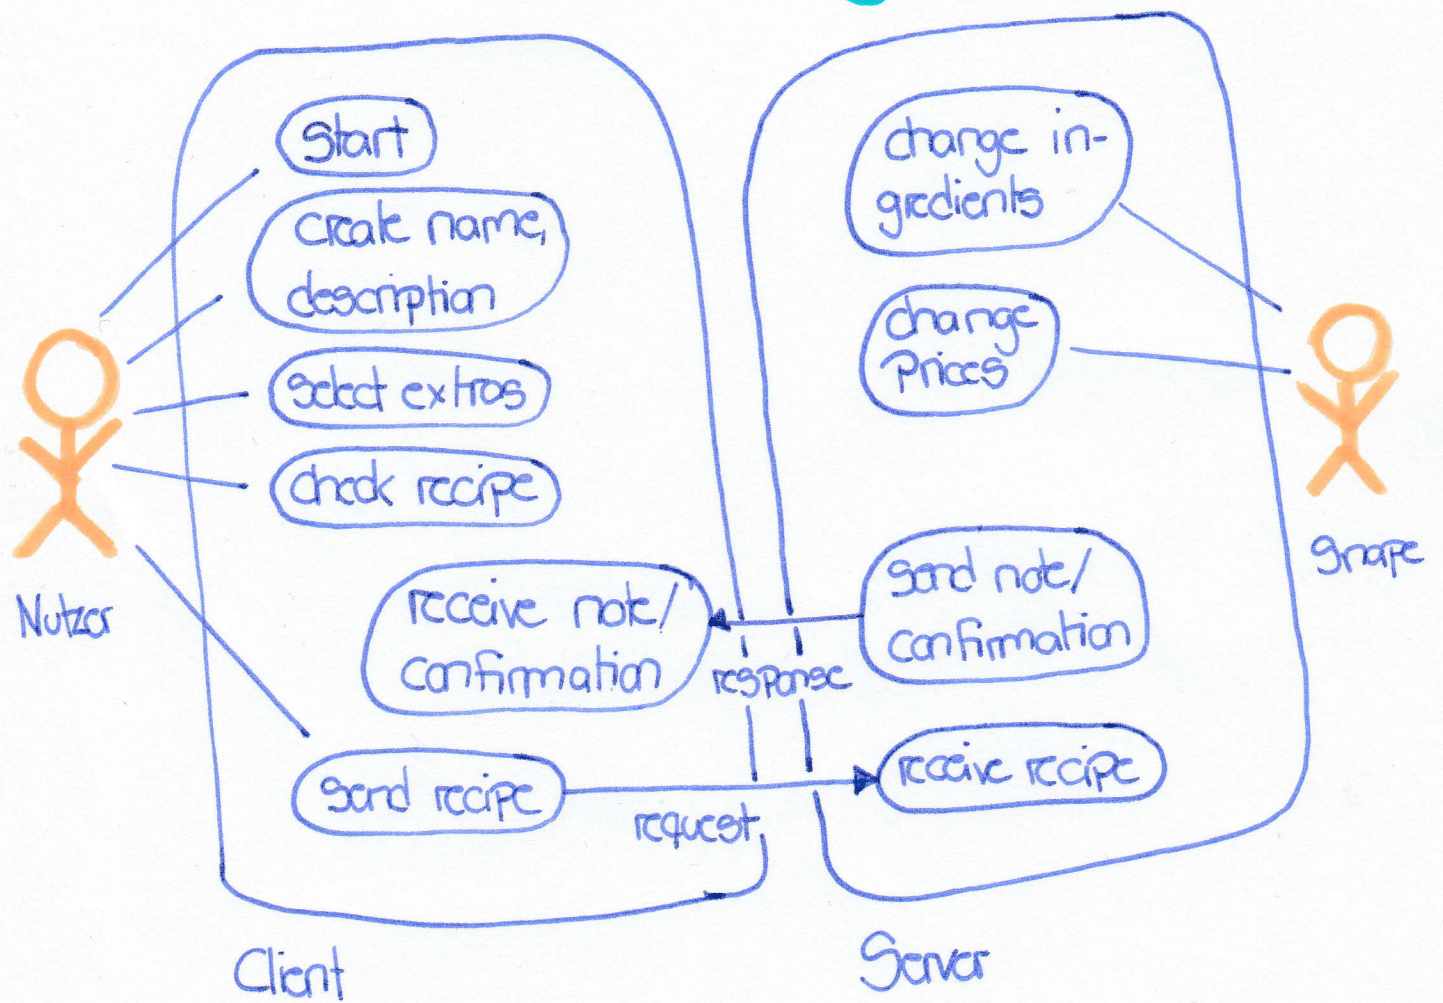 Start
create name,
description
select extras
check recipe
receive note/
confirmation
send recipe
Nutzer
Client
response
request
change in-
gredients
change
Prices
send note/
confirmation
receive recipe
Snape
Server